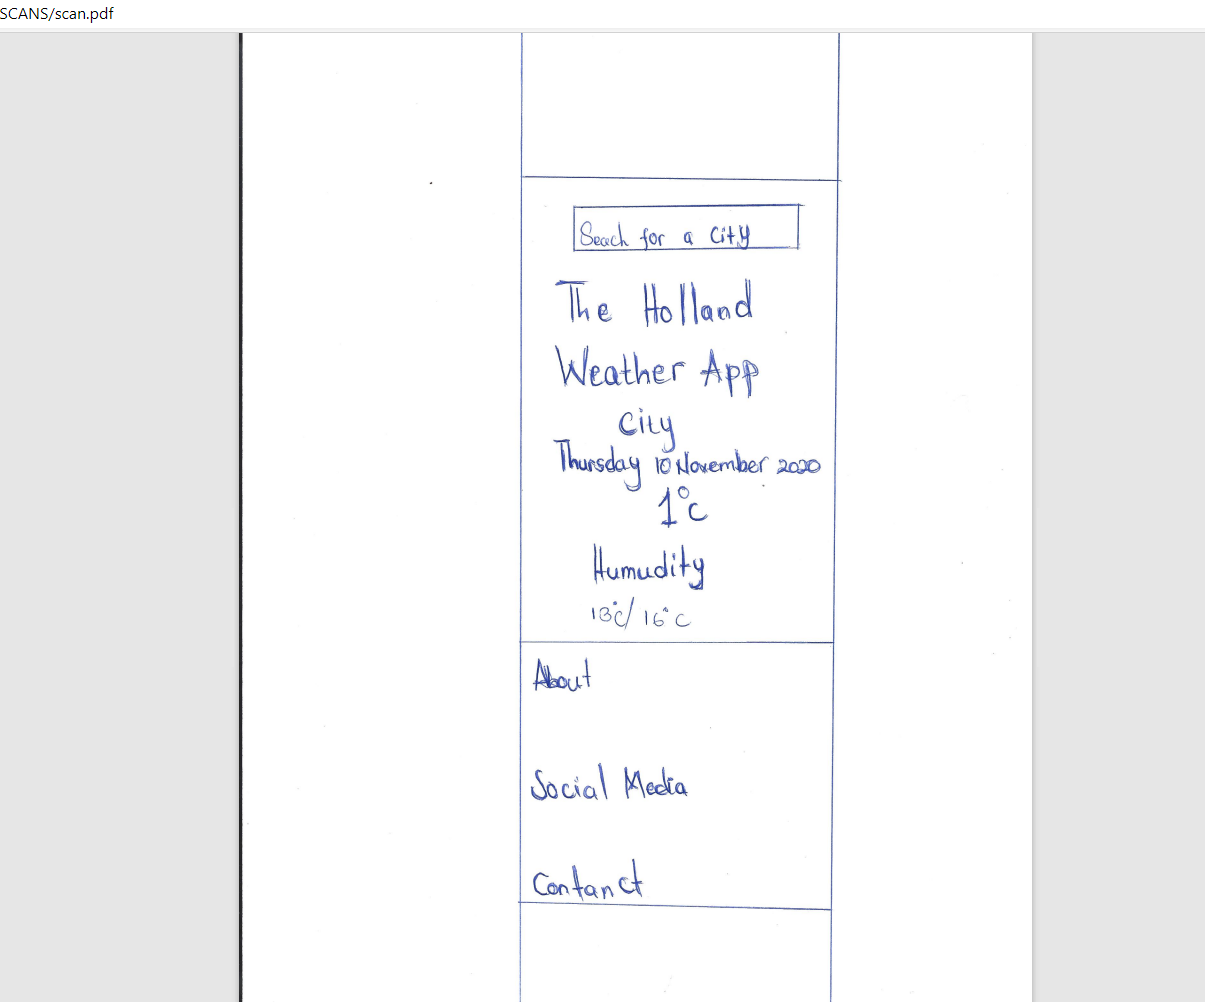 SCANS/scan.pdf
Seach for a City
The Holland
Weather App
City
Thursday 10 November 2020
1°C
Humudity
13°C/ 16°C
About
Social Media
Contanct